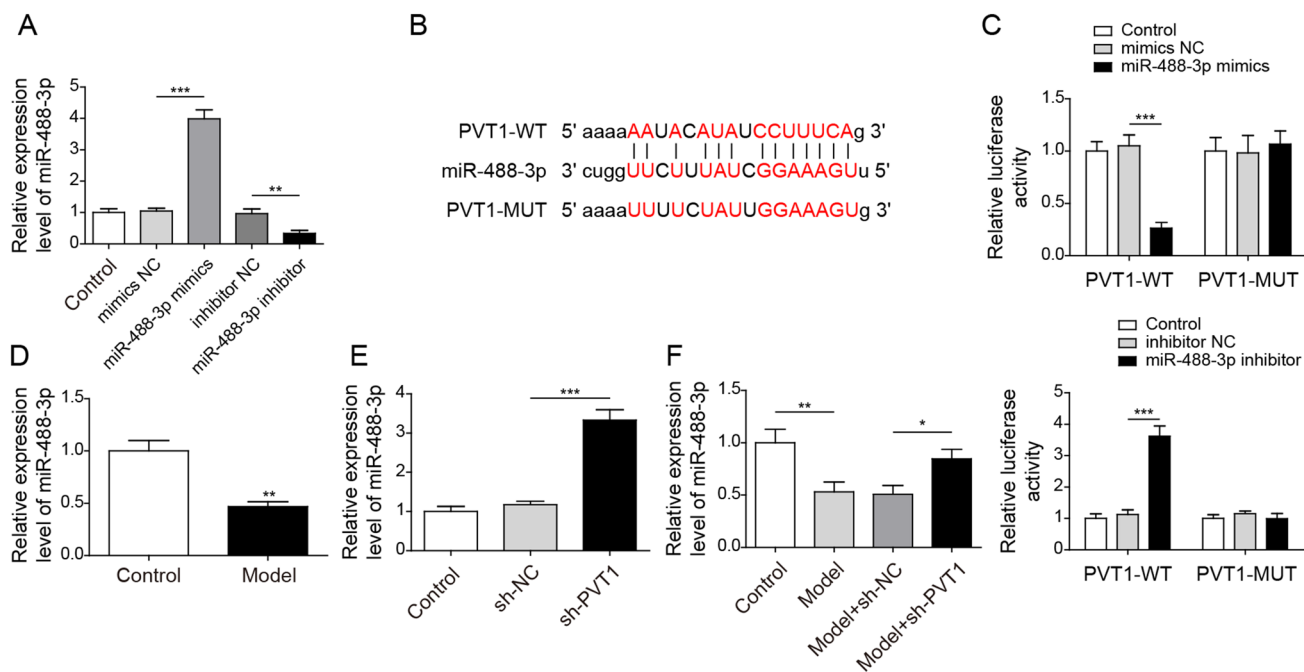 A
Relative expression
level of miR-488-3p
5
4
3
2
1
0
***
**
Control
mimics NC
miR-488-3p mimics
inhibitor NC
miR-488-3p inhibitor
B
PVT1-WT 5' aaaaAAUACAUAUCCUUUCAg 3'
miR-488-3p 3' cuggUUCUUUAUCGGAAAGUu 5'
PVT1-MUT 5' aaaaUUUUCUAUUGGAAAGUg 3'
C
Control
mimics NC
miR-488-3p mimics
Relative luciferase
activity
1.5
1.0
0.5
0.0
***
PVT1-WT
PVT1-MUT
Control
inhibitor NC
miR-488-3p inhibitor
Relative luciferase
activity
5
4
3
2
1
0
***
PVT1-WT
PVT1-MUT
D
Relative expression
level of miR-488-3p
1.5
1.0
0.5
0.0
**
Control
Model
E
Relative expression
level of miR-488-3p
4
3
2
1
0
***
Control
sh-NC
sh-PVT1
F
Relative expression
level of miR-488-3p
1.5
1.0
0.5
0.0
**
*
Control
Model
Model+sh-NC
Model+sh-PVT1